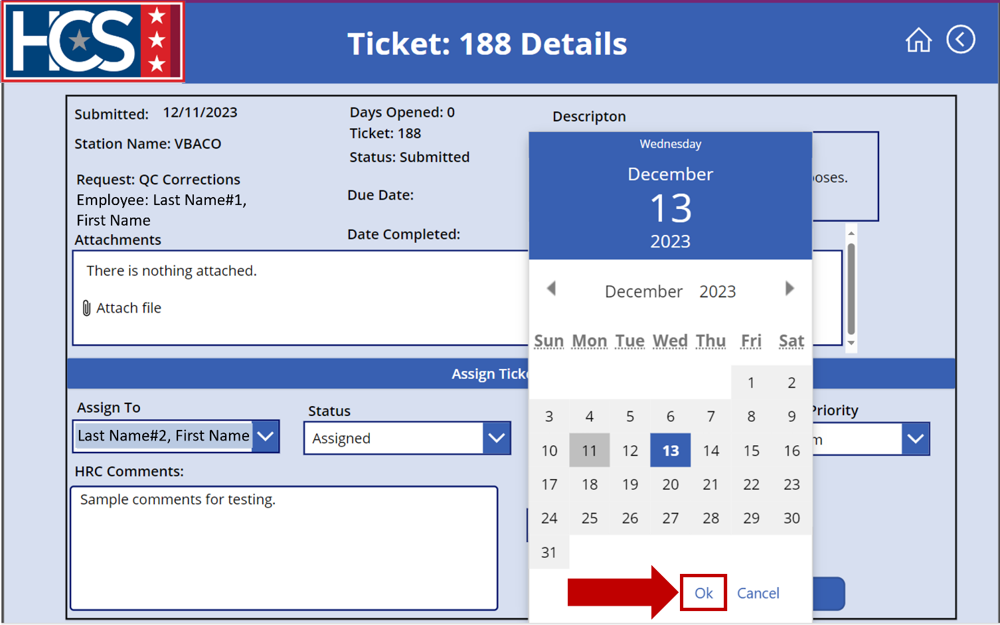 HCS
Ticket: 188 Details
Submitted: 12/11/2023
Days Opened: 0
Descripton
Ticket: 188
Station Name: VBACO
Status: Submitted
Request: QC Corrections
Employee: Last Name#1,
First Name
Due Date:
Date Completed:
Attachments
There is nothing attached.
Attach file
Wednesday
December
13
2023
December 2023
Sun Mon Tue Wed Thu Fri Sat
1 2
3 4 5 6 7 8 9
10 11 12 13 14 15 16
17 18 19 20 21 22 23
24 25 26 27 28 29 30
31
Ok Cancel
Assign
Assign To
Last Name#2, First Name
Status
Assigned
Priority
HRC Comments:
Sample comments for testing.